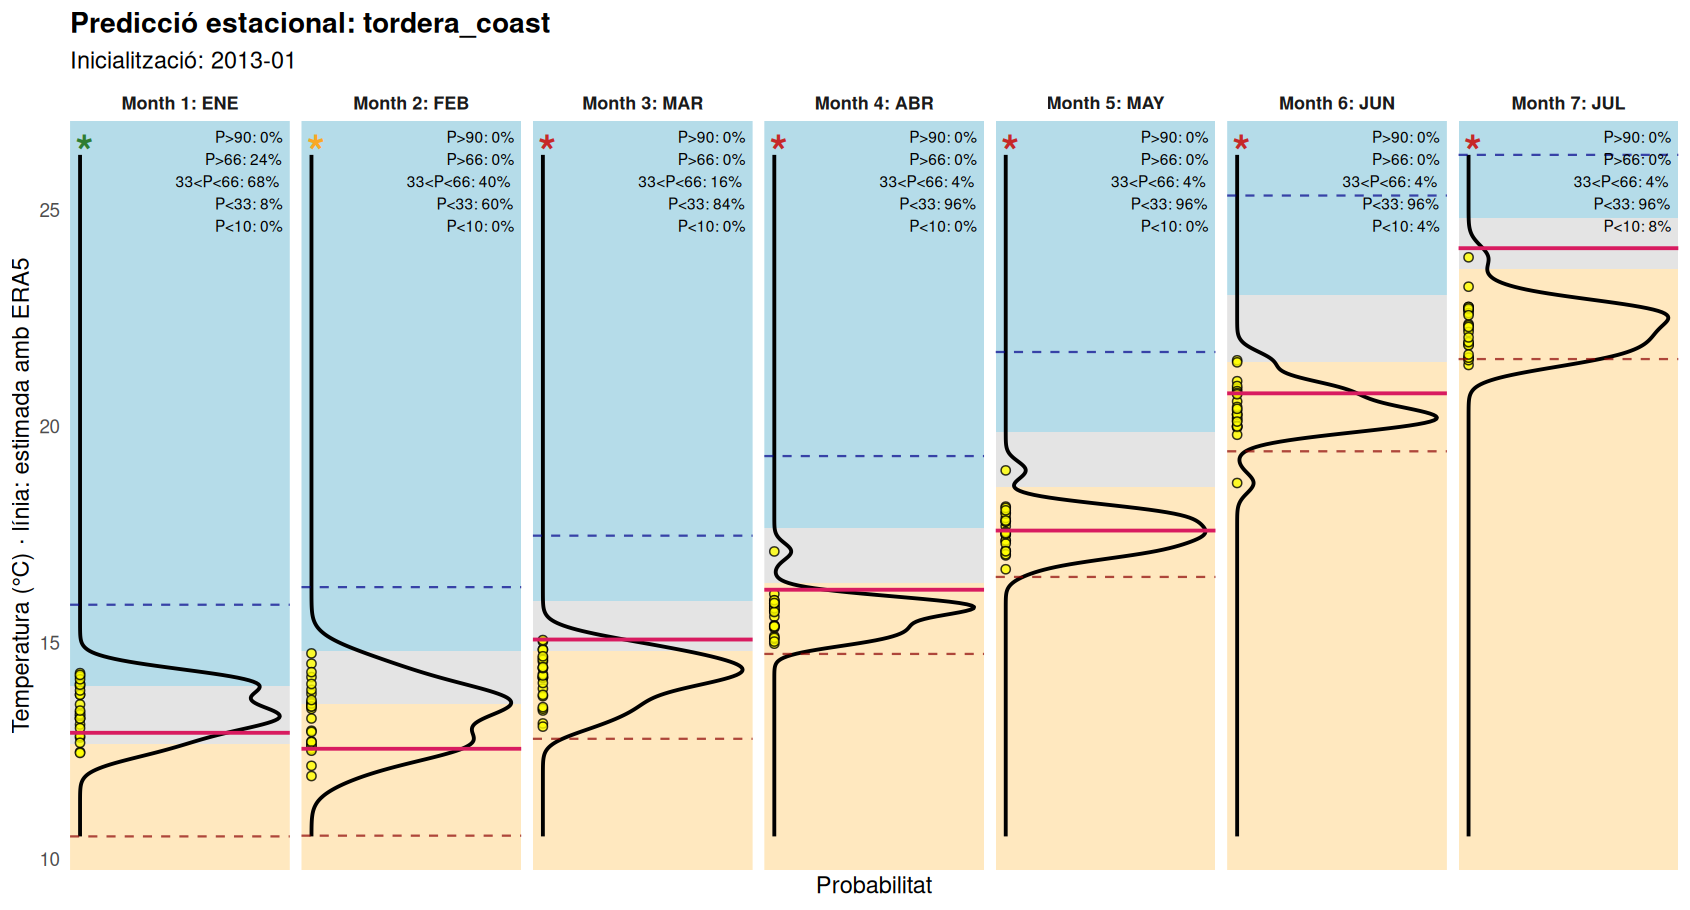 Predicció estacional: tordera_coast
Inicialització: 2013-01
Month 1: ENE
Month 2: FEB
Month 3: MAR
Month 4: ABR
Month 5: MAY
Month 6: JUN
Month 7: JUL
*
P>90: 0%
P>66: 24%
33<P<66: 68%
P<33: 8%
P<10: 0%
*
P>90: 0%
P>66: 0%
33<P<66: 40%
P<33: 60%
P<10: 0%
*
P>90: 0%
P>66: 0%
33<P<66: 16%
P<33: 84%
P<10: 0%
*
P>90: 0%
P>66: 0%
33<P<66: 4%
P<33: 96%
P<10: 0%
*
P>90: 0%
P>66: 0%
33<P<66: 4%
P<33: 96%
P<10: 0%
*
P>90: 0%
P>66: 0%
33<P<66: 4%
P<33: 96%
P<10: 4%
*
P>90: 0%
P>66: 0%
33<P<66: 4%
P<33: 96%
P<10: 8%
25
20
15
10
Temperatura (°C) · línia: estimada amb ERA5
Probabilitat